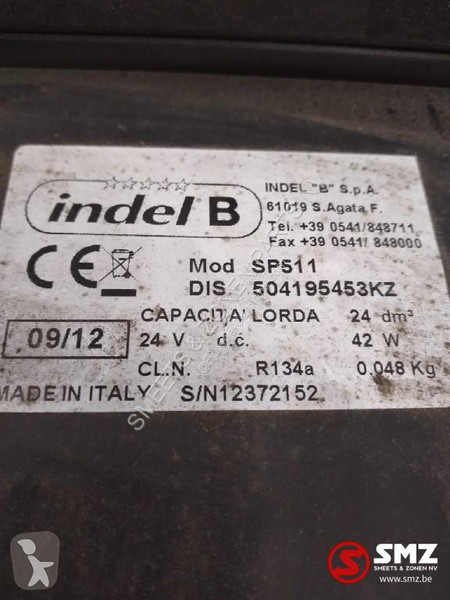 indel B
INDEL "B" S.p.A.
61019 S.Agata F.
Tel. +39 0541/848711
Fax +39 0541/ 848000
CE
Mod SP511
DIS 504195453KZ
CAPACITA' LORDA 24 dm³
09/12 24 V d.c. 42 W
CL.N. R134a 0.048 Kg
MADE IN ITALY S/N12372152
SMEETS & ZONEN
SMZ
SMEETS & ZONEN NV
www.smz.be